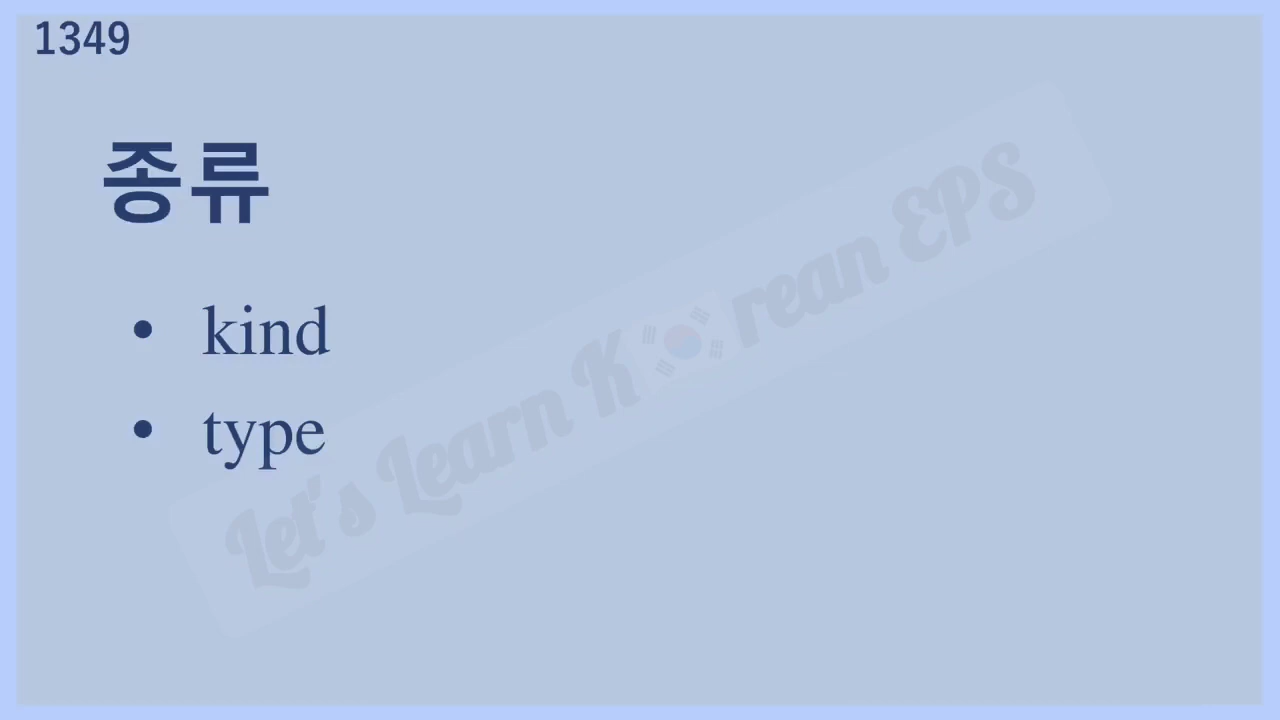 1349
종류
• kind
• type
Let's Learn Korean EPS